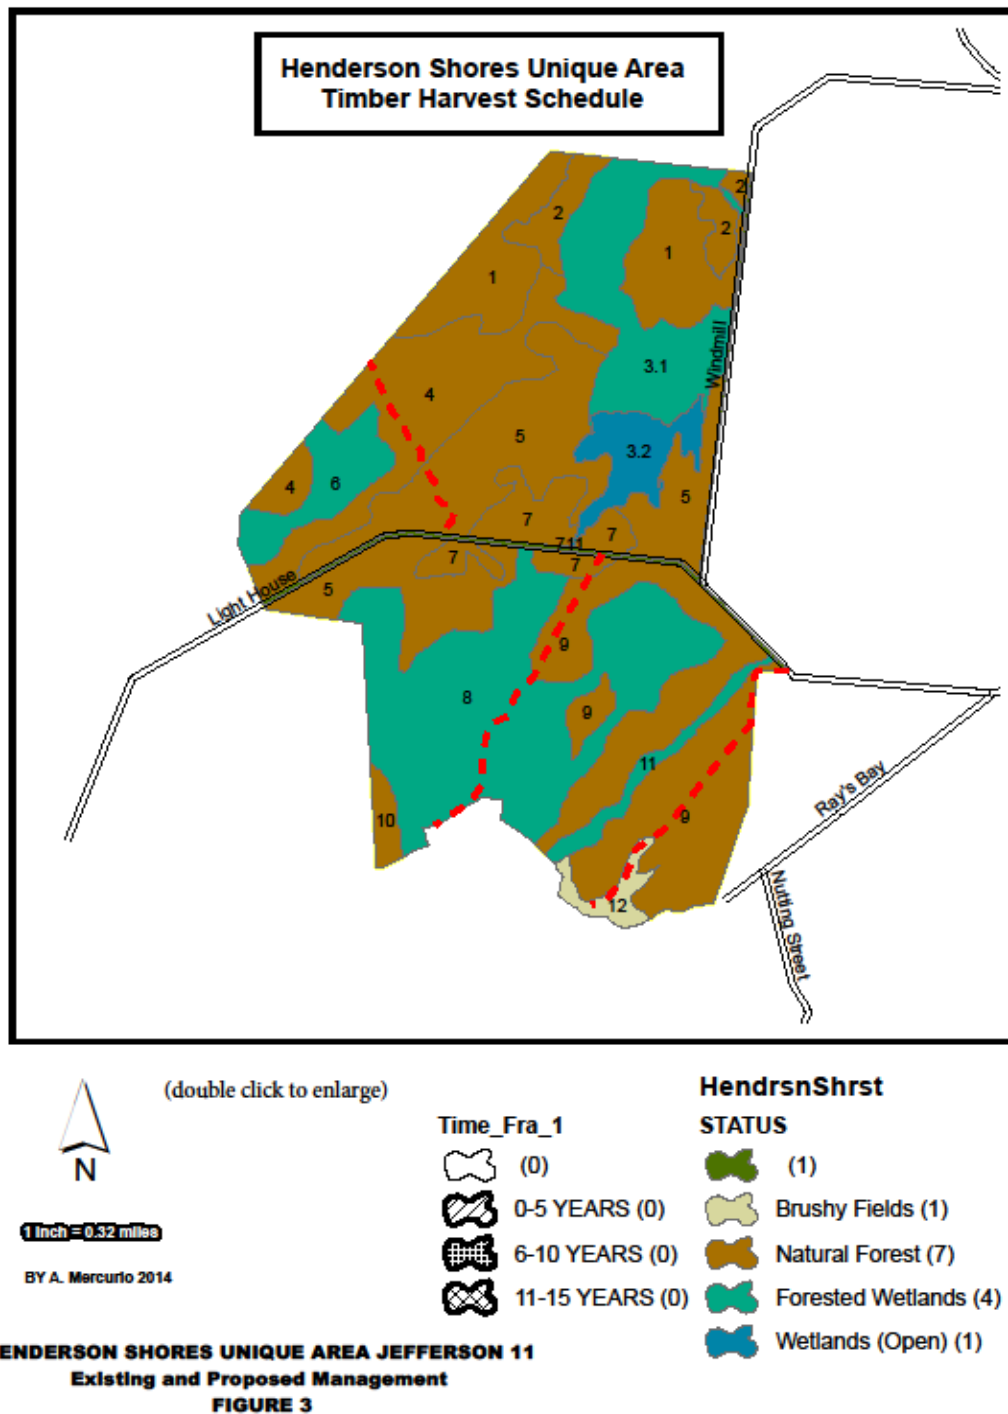 Henderson Shores Unique Area
Timber Harvest Schedule
2
2
2
1
1
Windmill
3.1
4
5
3.2
4
6
5
7
7
7 11
7
7
5
Light House
9
8
9
11
Ray's Bay
10
9
12
Nutting Street
(double click to enlarge)
N
1 inch = 0.32 miles
BY A. Mercurio 2014
Time_Fra_1
(0)
0-5 YEARS (0)
6-10 YEARS (0)
11-15 YEARS (0)
HendrsnShrst
STATUS
(1)
Brushy Fields (1)
Natural Forest (7)
Forested Wetlands (4)
Wetlands (Open) (1)
ENDERSON SHORES UNIQUE AREA JEFFERSON 11
Existing and Proposed Management
FIGURE 3